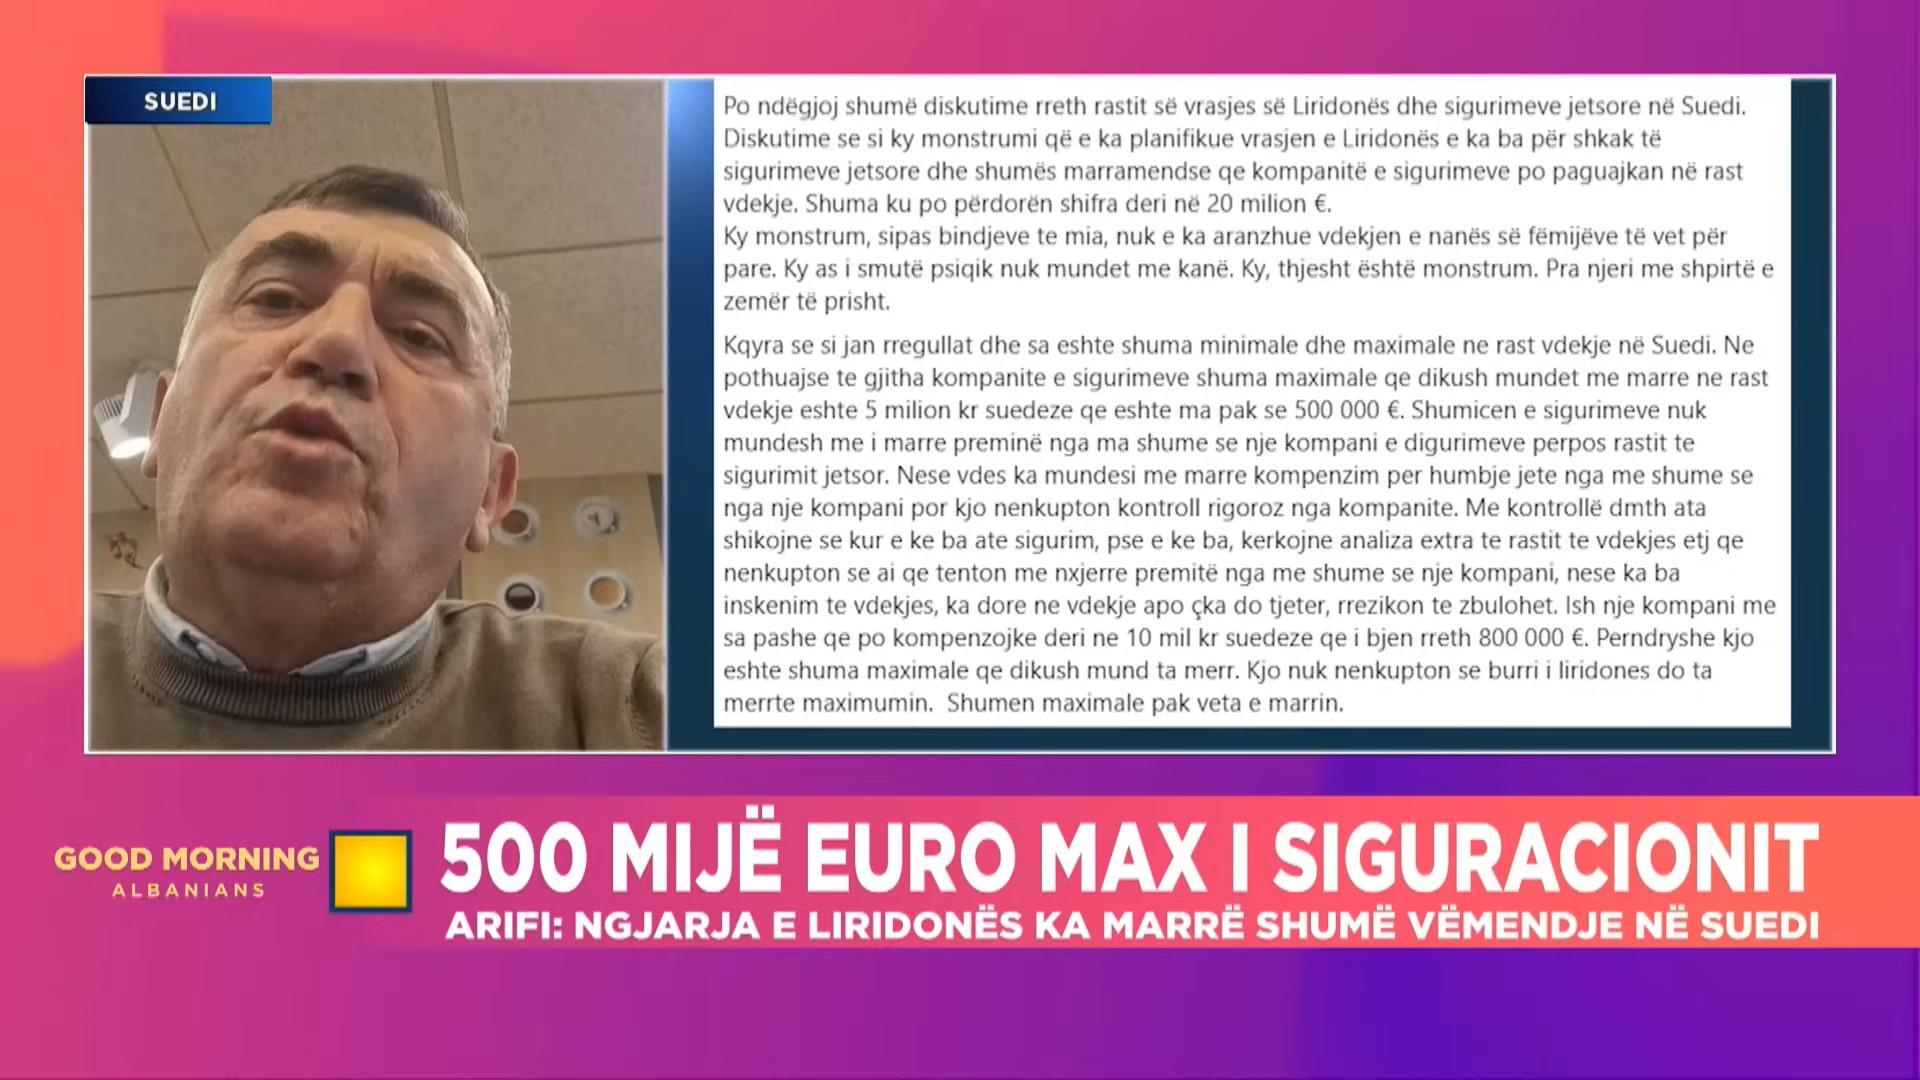 SUEDI
Po ndëgjoj shumë diskutime rreth rastit së vrasjes së Liridonës dhe sigurimeve jetsore në Suedi.
Diskutime se si ky monstrumi që e ka planifikue vrasjen e Liridonës e ka ba për shkak të
sigurimeve jetsore dhe shumës marramendse qe kompanitë e sigurimeve po paguajkan në rast
vdekje. Shuma ku po përdorën shifra deri në 20 milion €.
Ky monstrum, sipas bindjeve te mia, nuk e ka aranzhue vdekjen e nanës së fëmijëve të vet për
pare. Ky as i smutë psiqik nuk mundet me kanë. Ky, thjesht është monstrum. Pra njeri me shpirtë e
zemër të prisht.
Kqyra se si jan rregullat dhe sa eshte shuma minimale dhe maximale ne rast vdekje në Suedi. Ne
pothuajse te gjitha kompanite e sigurimeve shuma maximale qe dikush mundet me marre ne rast
vdekje eshte 5 milion kr suedeze qe eshte ma pak se 500 000 €. Shumicen e sigurimeve nuk
mundesh me i marre preminë nga ma shume se nje kompani e digurimeve perpos rastit te
sigurimit jetsor. Nese vdes ka mundesi me marre kompenzim per humbje jete nga me shume se
nga nje kompani por kjo nenkupton kontroll rigoroz nga kompanite. Me kontrollë dmth ata
shikojne se kur e ke ba ate sigurim, pse e ke ba, kerkojne analiza extra te rastit te vdekjes etj qe
nenkupton se ai qe tenton me nxjerre premitë nga me shume se nje kompani, nese ka ba
inskenim te vdekjes, ka dore ne vdekje apo çka do tjeter, rrezikon te zbulohet. Ish nje kompani me
sa pashe qe po kompenzojke deri ne 10 mil kr suedeze qe i bjen rreth 800 000 €. Perndryshe kjo
eshte shuma maximale qe dikush mund ta merr. Kjo nuk nenkupton se burri i liridones do ta
merrte maximumin. Shumen maximale pak veta e marrin.
GOOD MORNING
ALBANIANS
500 MIJË EURO MAX I SIGURACIONIT
ARIFI: NGJARJA E LIRIDONËS KA MARRË SHUMË VËMENDJE NË SUEDI